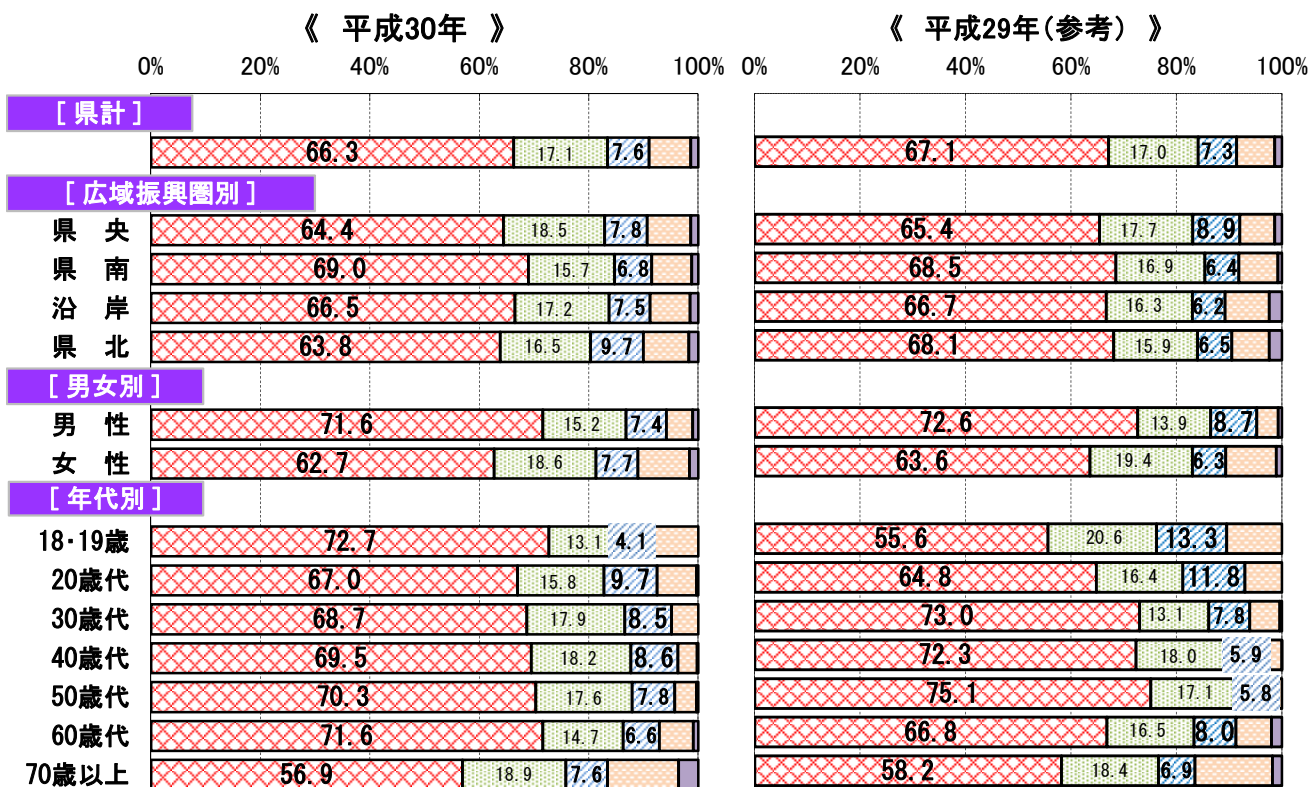 《 平成30年 》 《 平成29年(参考) 》
0% 20% 40% 60% 80% 100% 0% 20% 40% 60% 80% 100%
[ 県計 ]
66.3 17.1 7.6 67.1 17.0 7.3
[ 広域振興圏別 ]
県 央 64.4 18.5 7.8 65.4 17.7 8.9
県 南 69.0 15.7 6.8 68.5 16.9 6.4
沿 岸 66.5 17.2 7.5 66.7 16.3 6.2
県 北 63.8 16.5 9.7 68.1 15.9 6.5
[ 男女別 ]
男 性 71.6 15.2 7.4 72.6 13.9 8.7
女 性 62.7 18.6 7.7 63.6 19.4 6.3
[ 年代別 ]
18・19歳 72.7 13.1 4.1 55.6 20.6 13.3
20歳代 67.0 15.8 9.7 64.8 16.4 11.8
30歳代 68.7 17.9 8.5 73.0 13.1 7.8
40歳代 69.5 18.2 8.6 72.3 18.0 5.9
50歳代 70.3 17.6 7.8 75.1 17.1 5.8
60歳代 71.6 14.7 6.6 66.8 16.5 8.0
70歳以上 56.9 18.9 7.6 58.2 18.4 6.9